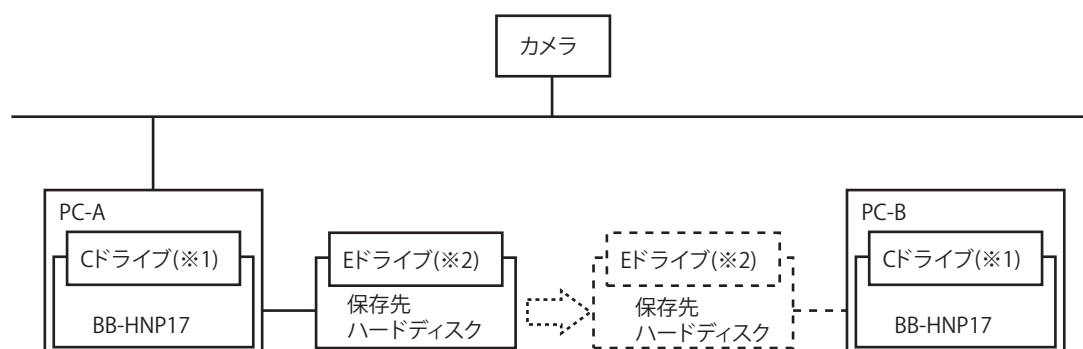 カメラ
PC-A
Cドライブ(※1)
BB-HNP17
Eドライブ(※2)
保存先
ハードディスク
Eドライブ(※2)
保存先
ハードディスク
PC-B
Cドライブ(※1)
BB-HNP17